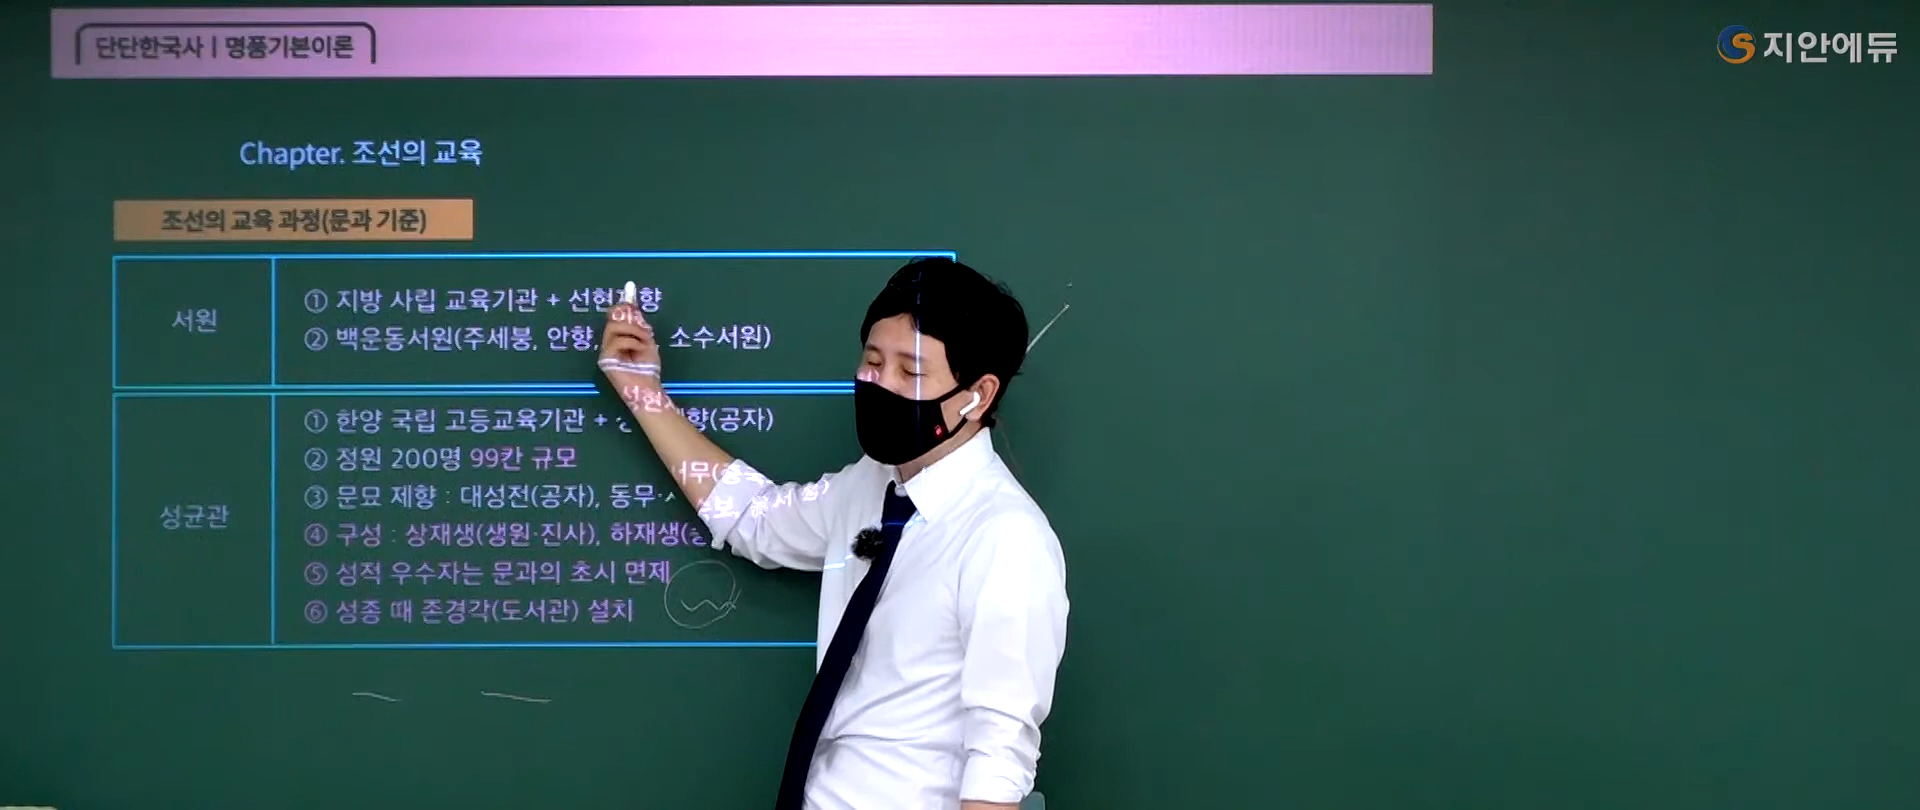 단단한국사 | 명품기본이론
지안에듀
Chapter. 조선의 교육
조선의 교육 과정(문과 기준)
서원
① 지방 사립 교육기관 + 선현제향
② 백운동서원(주세붕, 안향, 소수서원)
성균관
① 한양 국립 고등교육기관 + 성현제향(공자)
② 정원 200명 99칸 규모
③ 문묘 제향 : 대성전(공자), 동무·서무
④ 구성 : 상재생(생원·진사), 하재생
⑤ 성적 우수자는 문과의 초시 면제
⑥ 성종 때 존경각(도서관) 설치